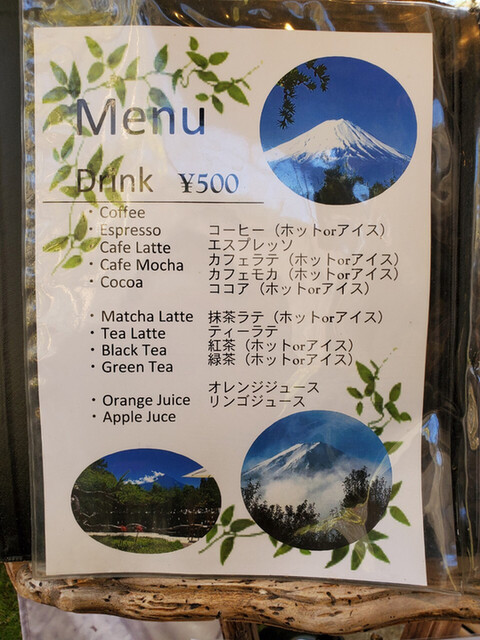 Menu
Drink ¥500
・Coffee
・Espresso コーヒー（ホットorアイス）
・Cafe Latte エスプレッソ
・Cafe Mocha カフェラテ（ホットorアイス）
・Cocoa カフェモカ（ホットorアイス）
ココア（ホットorアイス）
・Matcha Latte 抹茶ラテ（ホットorアイス）
・Tea Latte ティーラテ
・Black Tea 紅茶（ホットorアイス）
・Green Tea 緑茶（ホットorアイス）
オレンジジュース
・Orange Juice リンゴジュース
・Apple Juce